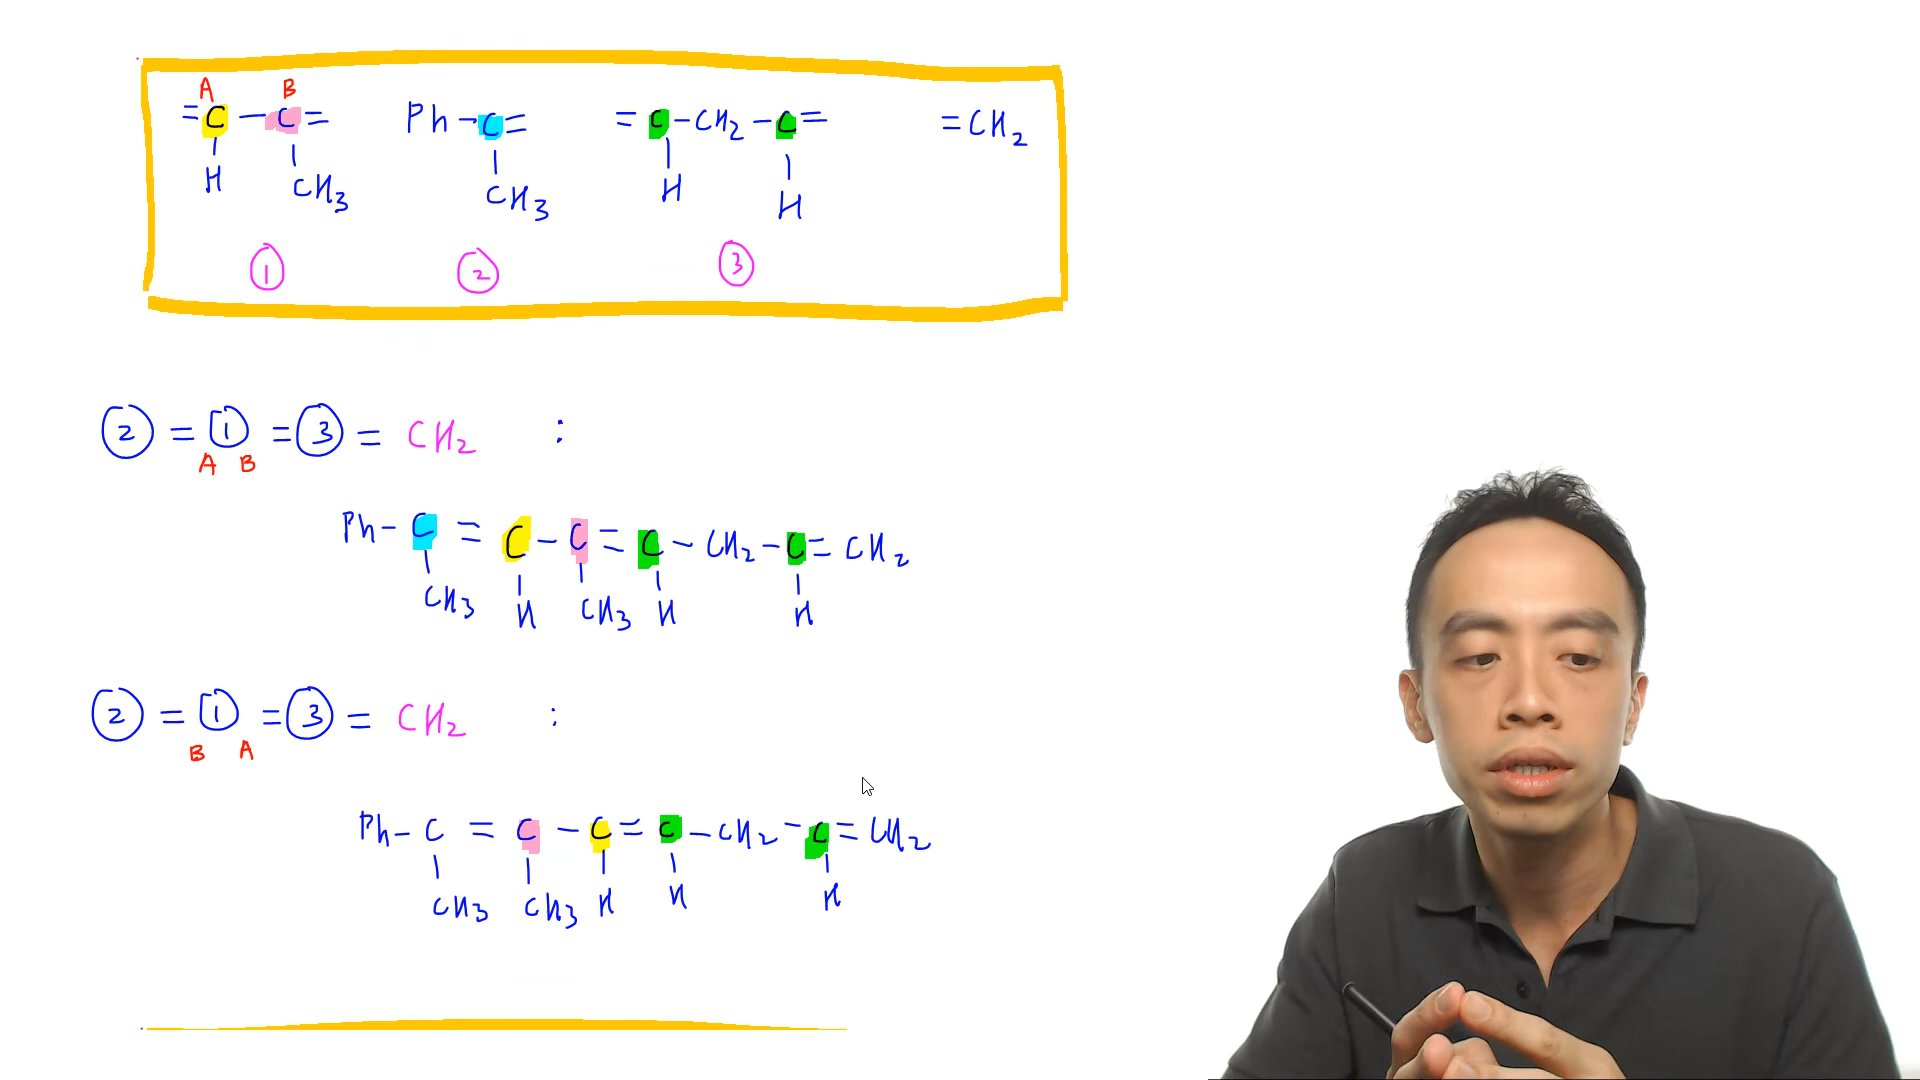 A B
=C-C= Ph-C= =C-CH2-C= =CH2
H CH3 CH3 H H
① ② ③
② = ① = ③ = CH2 :
A B
Ph-C = C-C=C-CH2-C=CH2
CH3 H CH3 H H
② = ① = ③ = CH2 :
B A
Ph-C = C-C=C-CH2-C=CH2
CH3 CH3 H H H